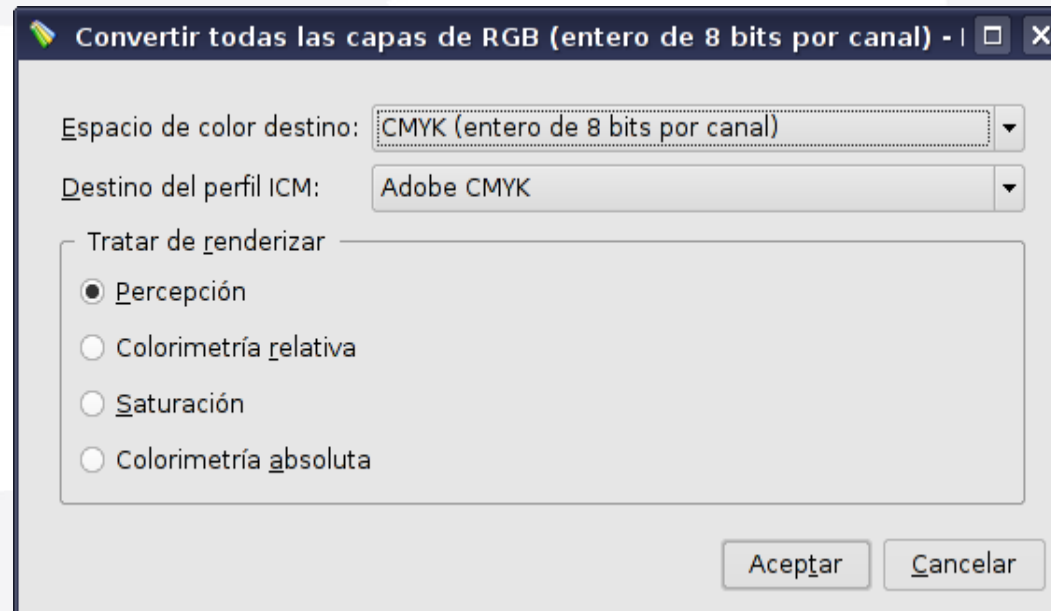 Convertir todas las capas de RGB (entero de 8 bits por canal) -
Espacio de color destino: CMYK (entero de 8 bits por canal)
Destino del perfil ICM: Adobe CMYK
Tratar de renderizar
Percepción
Colorimetría relativa
Saturación
Colorimetría absoluta
Aceptar Cancelar